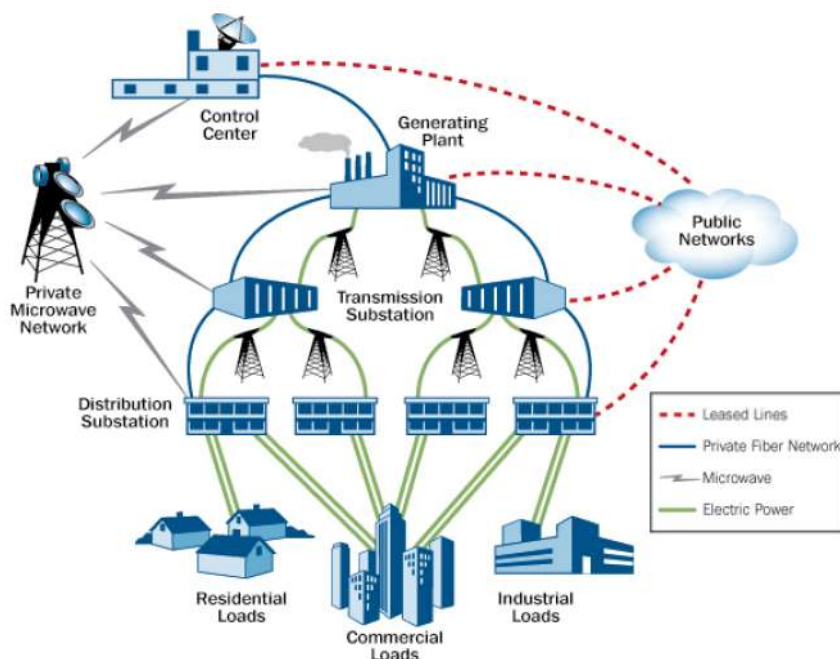 Control
Center
Generating
Plant
Public
Networks
Private
Microwave
Network
Transmission
Substation
Distribution
Substation
Leased Lines
Private Fiber Network
Microwave
Electric Power
Residential
Loads
Commercial
Loads
Industrial
Loads